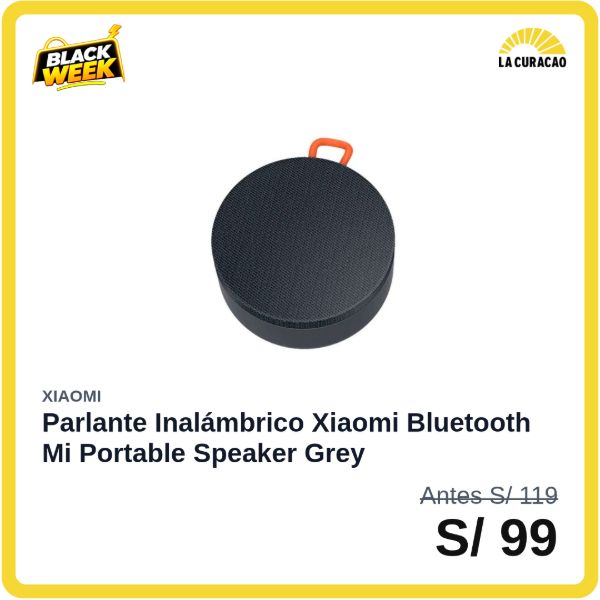 BLACK
WEEK
LA CURACAO
XIAOMI
Parlante Inalámbrico Xiaomi Bluetooth
Mi Portable Speaker Grey
Antes S/ 119
S/ 99